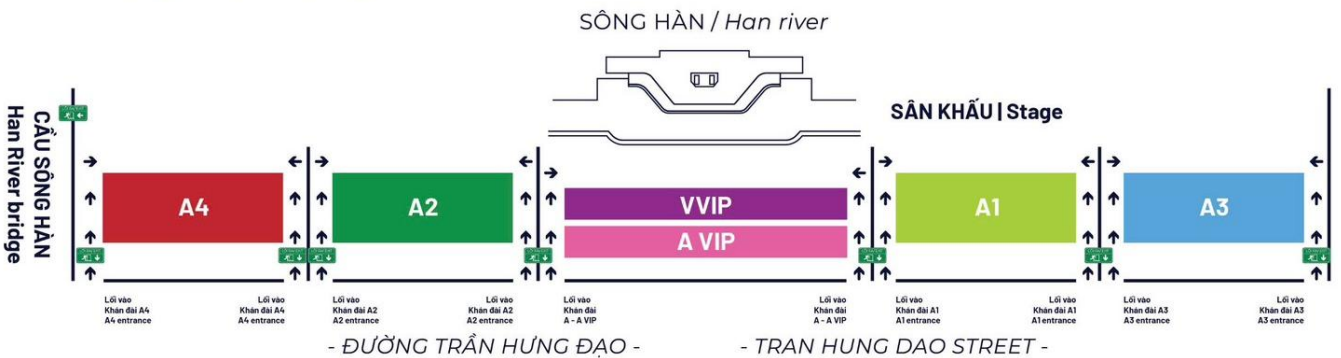 SÔNG HÀN / Han river
SÂN KHẤU | Stage
CẦU SÔNG HÀN
Han River bridge
A4
A2
VVIP
A VIP
A1
A3
Lối vào
Khán đài A4
A4 entrance
Lối vào
Khán đài A4
A4 entrance
Lối vào
Khán đài A2
A2 entrance
Lối vào
Khán đài A2
A2 entrance
Lối vào
Khán đài
A - A VIP
Lối vào
Khán đài
A - A VIP
Lối vào
Khán đài A1
A1 entrance
Lối vào
Khán đài A1
A1 entrance
Lối vào
Khán đài A3
A3 entrance
Lối vào
Khán đài A3
A3 entrance
- ĐƯỜNG TRẦN HƯNG ĐẠO -
- TRAN HUNG DAO STREET -